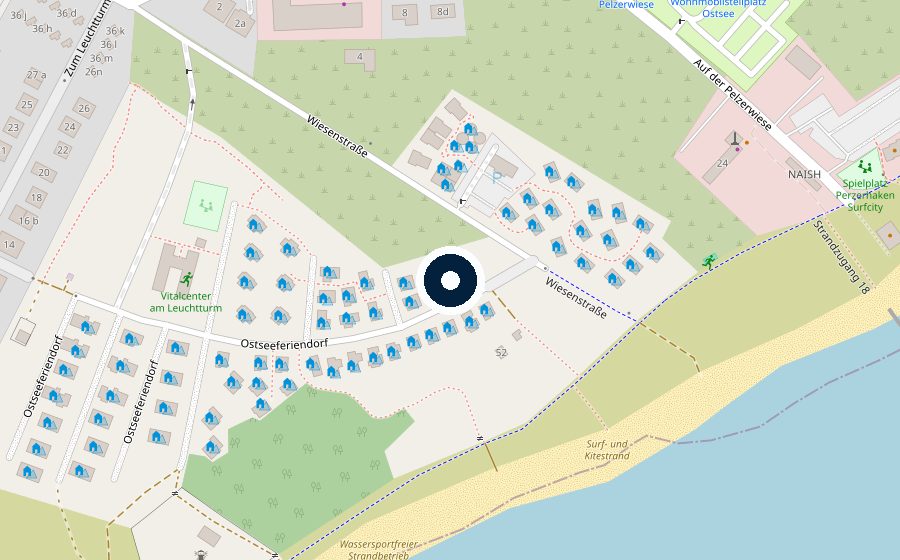 Pelzerwiese
Wohnmobilstellplatz
Ostsee
36 d
36 j
36 h
36 k
36 l
36 m
26n
Zum Leuchtturm
2
2a
8
8d
4
27 a
25
26
23
24
22
20
18
16 b
14
Wiesenstraße
Auf der Pelzerwiese
P
24
NAISH
Spielplatz
Perzerhaken
Surfcity
Strandzugang 18
Vitalcenter
am Leuchtturm
Wiesenstraße
Ostseeferiendorf
Ostseeferiendorf
Ostseeferiendorf
52
Surf- und
Kitestrand
Wassersportfreier
Strandbetrieb